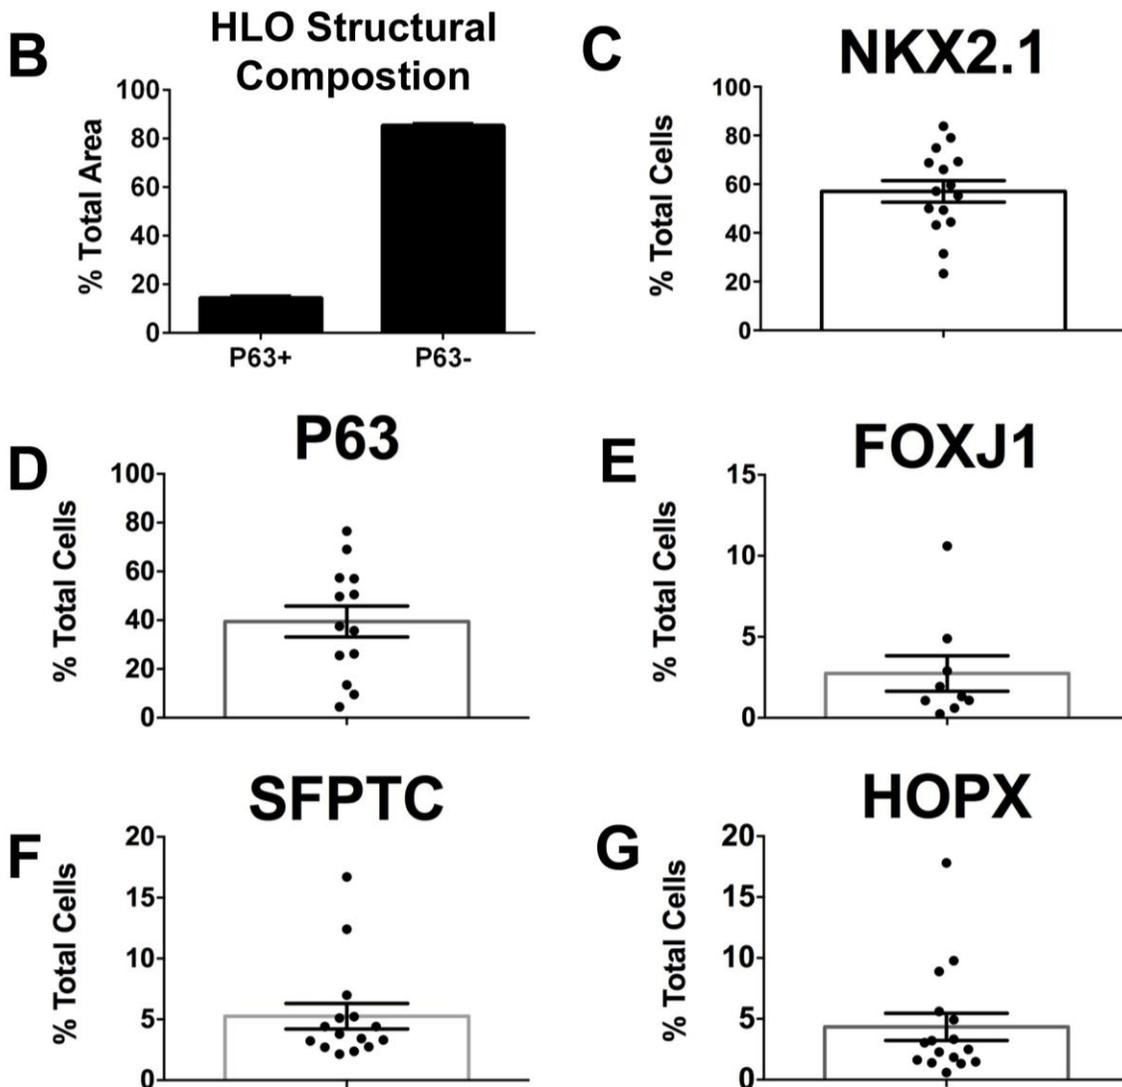 B
HLO Structural
Compostion
% Total Area
100
80
60
40
20
0
P63+
P63-
C
NKX2.1
% Total Cells
100
80
60
40
20
0
D
P63
% Total Cells
100
80
60
40
20
0
E
FOXJ1
% Total Cells
15
10
5
0
F
SFPTC
% Total Cells
20
15
10
5
0
G
HOPX
% Total Cells
20
15
10
5
0